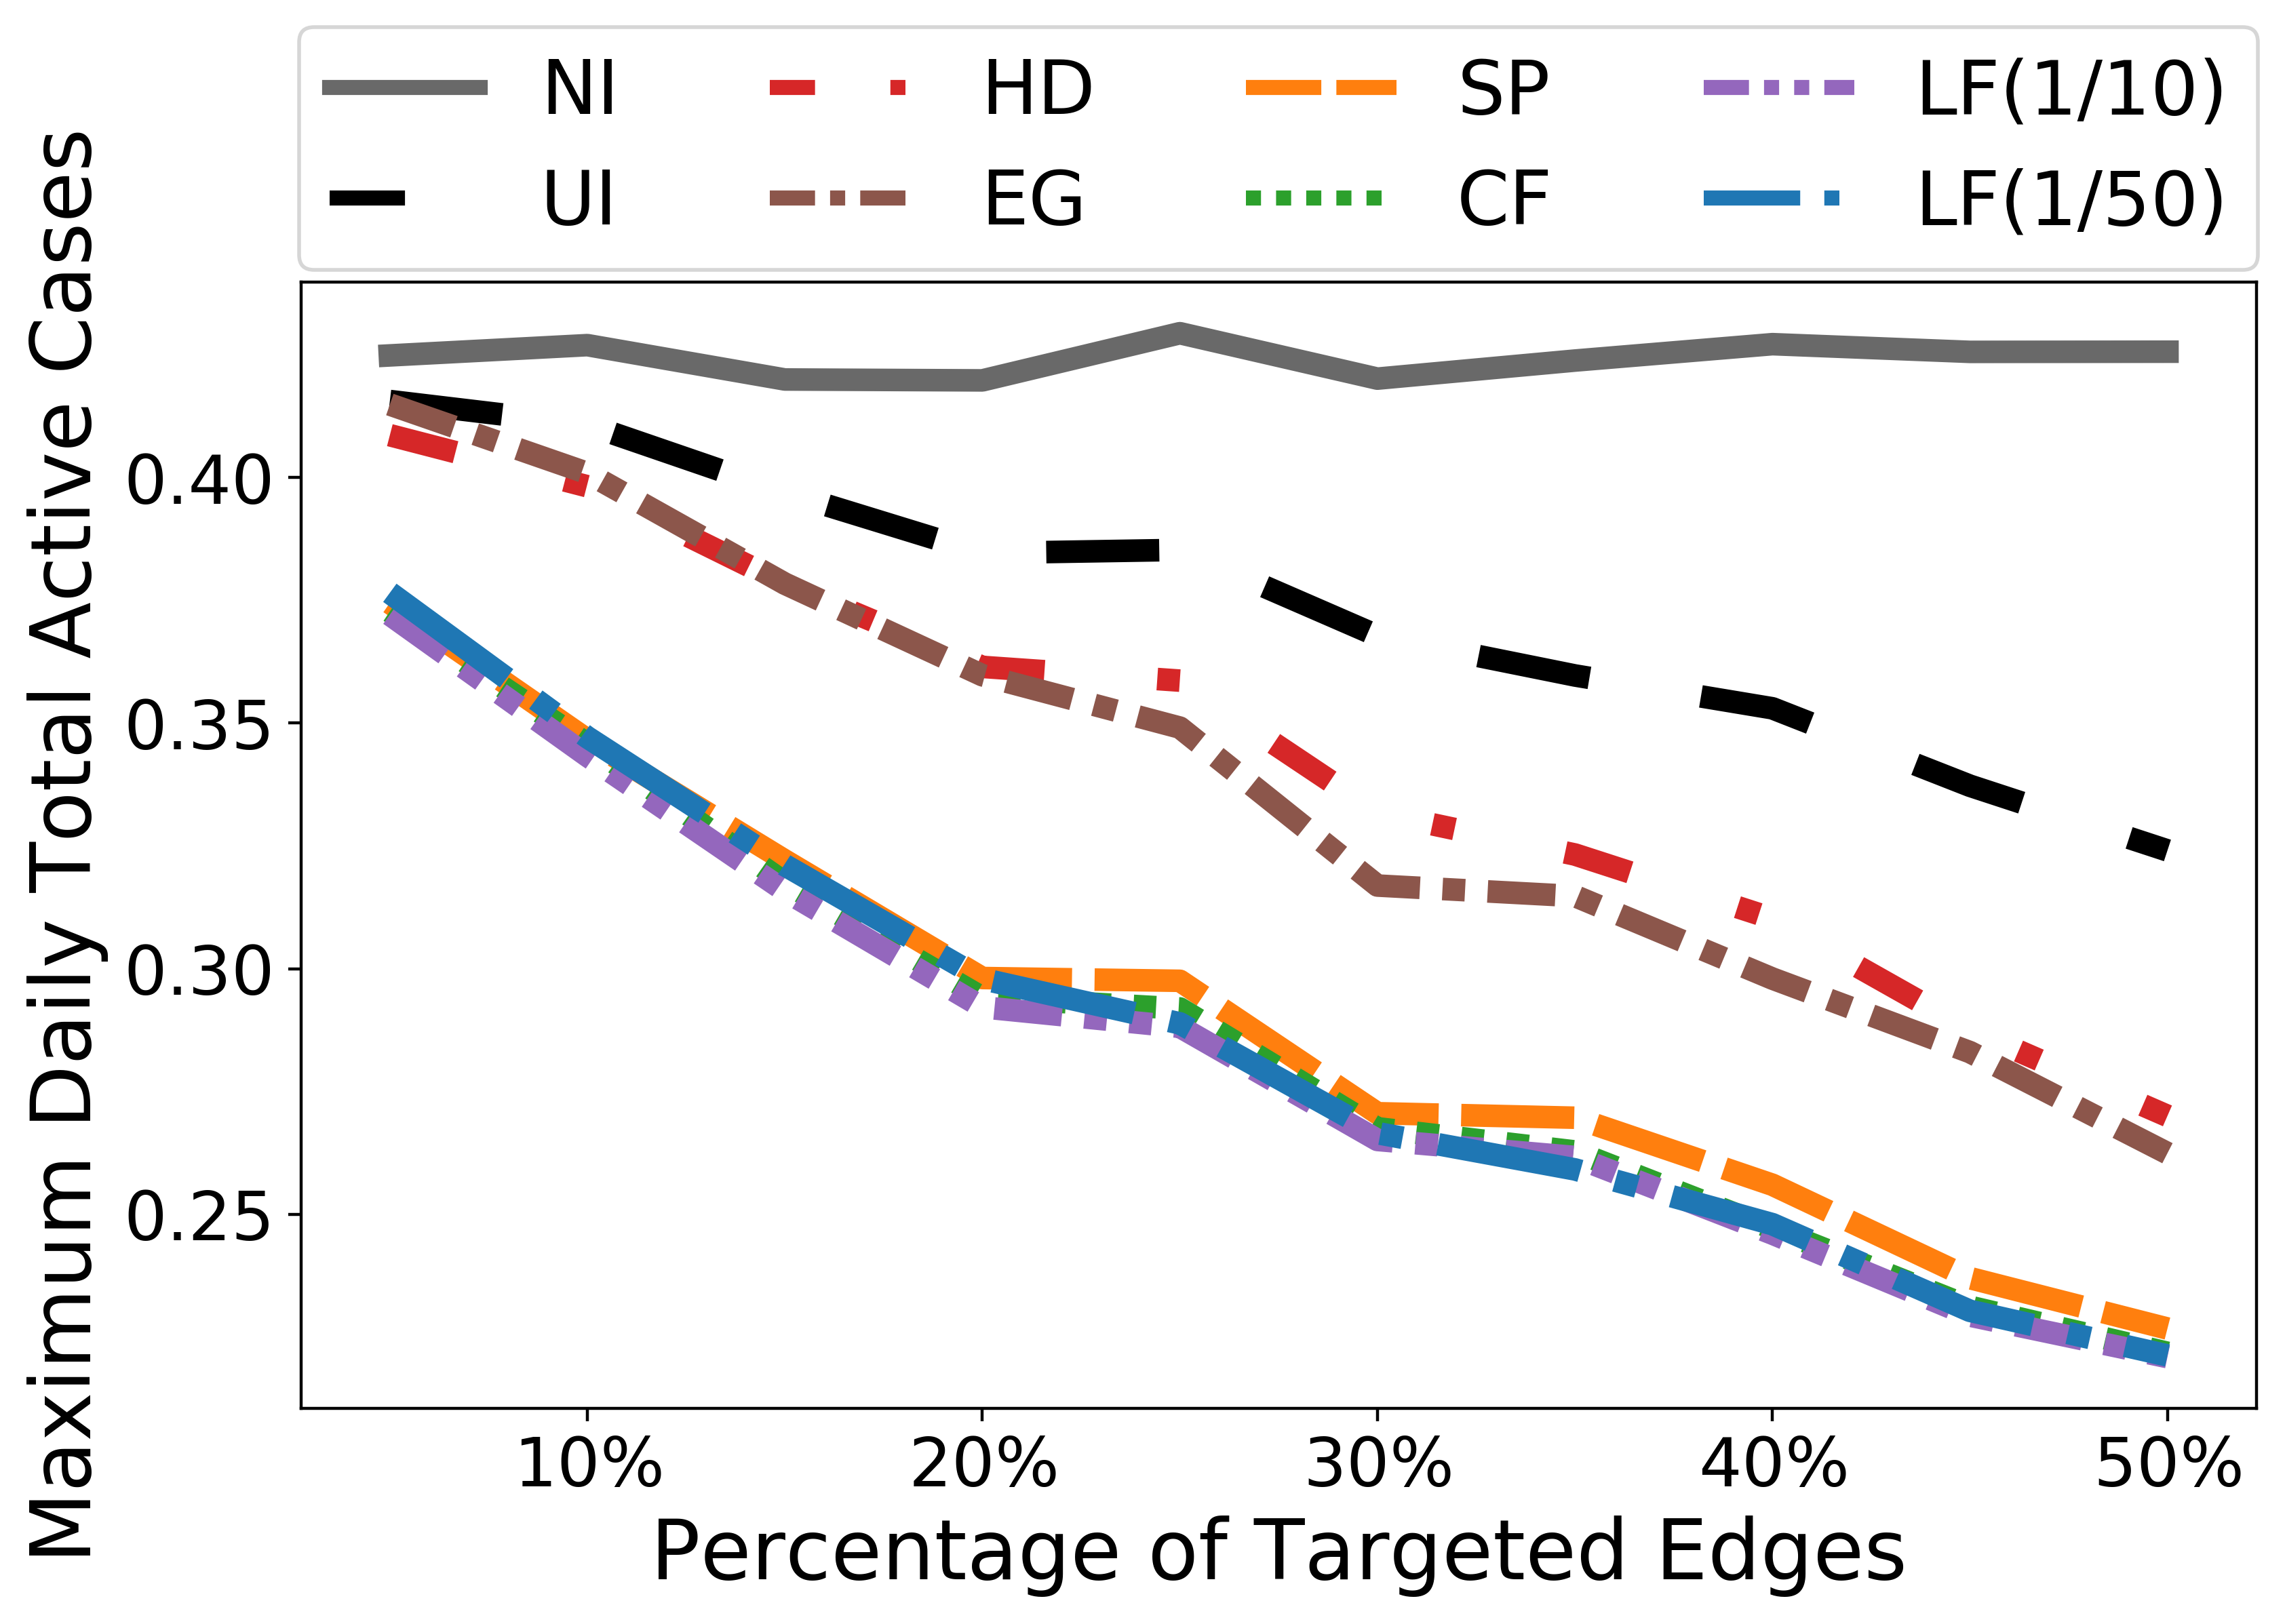 NI HD SP LF(1/10)
UI EG CF LF(1/50)
Maximum Daily Total Active Cases
0.40
0.35
0.30
0.25
10% 20% 30% 40% 50%
Percentage of Targeted Edges